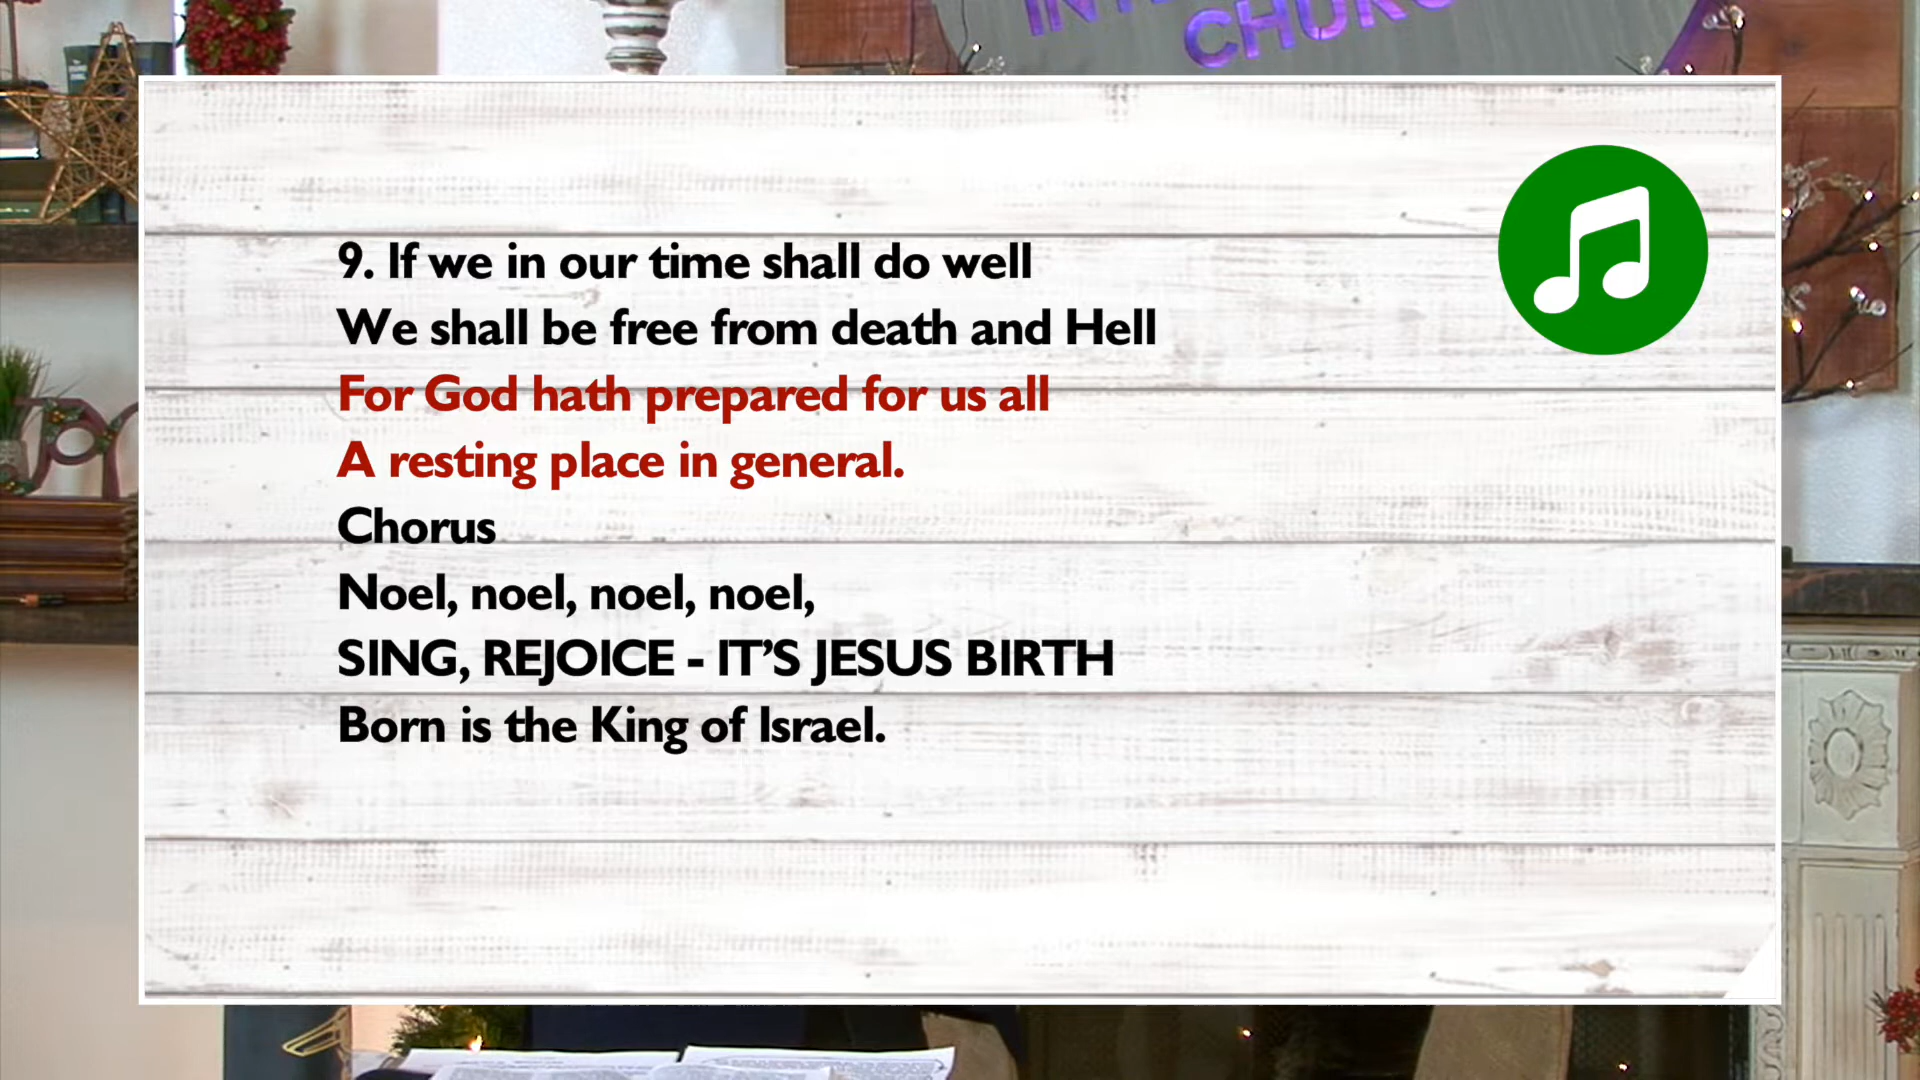 CHURC
9. If we in our time shall do well
We shall be free from death and Hell
For God hath prepared for us all
A resting place in general.
Chorus
Noel, noel, noel, noel,
SING, REJOICE - IT'S JESUS BIRTH
Born is the King of Israel.